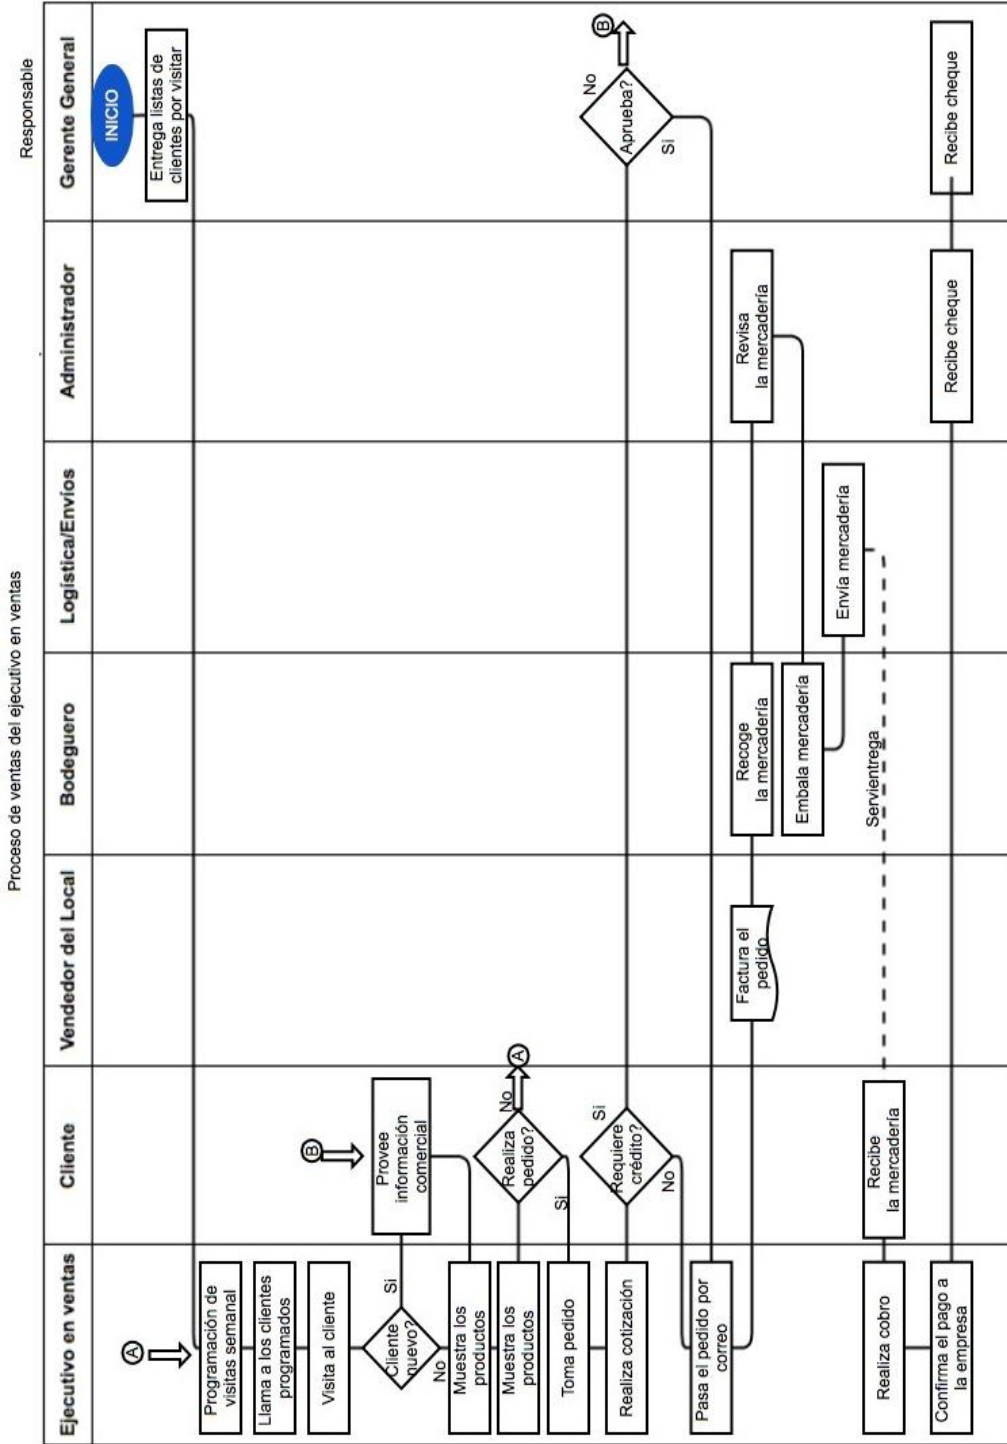 Proceso de ventas del ejecutivo en ventas
Responsable
Ejecutivo en ventas
Cliente
Vendedor del Local
Bodeguero
Logística/Envíos
Administrador
Gerente General
INICIO
Entrega listas de
clientes por visitar
A
Programación de
visitas semanal
Llama a los clientes
programados
Visita al cliente
B
Cliente
nuevo?
Si
No
Provee
información
comercial
Muestra los
productos
Muestra los
productos
Realiza
pedido?
No
A
Si
Toma pedido
Realiza cotización
Requiere
crédito?
Si
No
Aprueba?
No
B
Si
Pasa el pedido por
correo
Factura el
pedido
Recoge
la mercadería
Revisa
la mercadería
Embala mercadería
Envía mercadería
Servientrega
Recibe
la mercadería
Realiza cobro
Confirma el pago a
la empresa
Recibe cheque
Recibe cheque